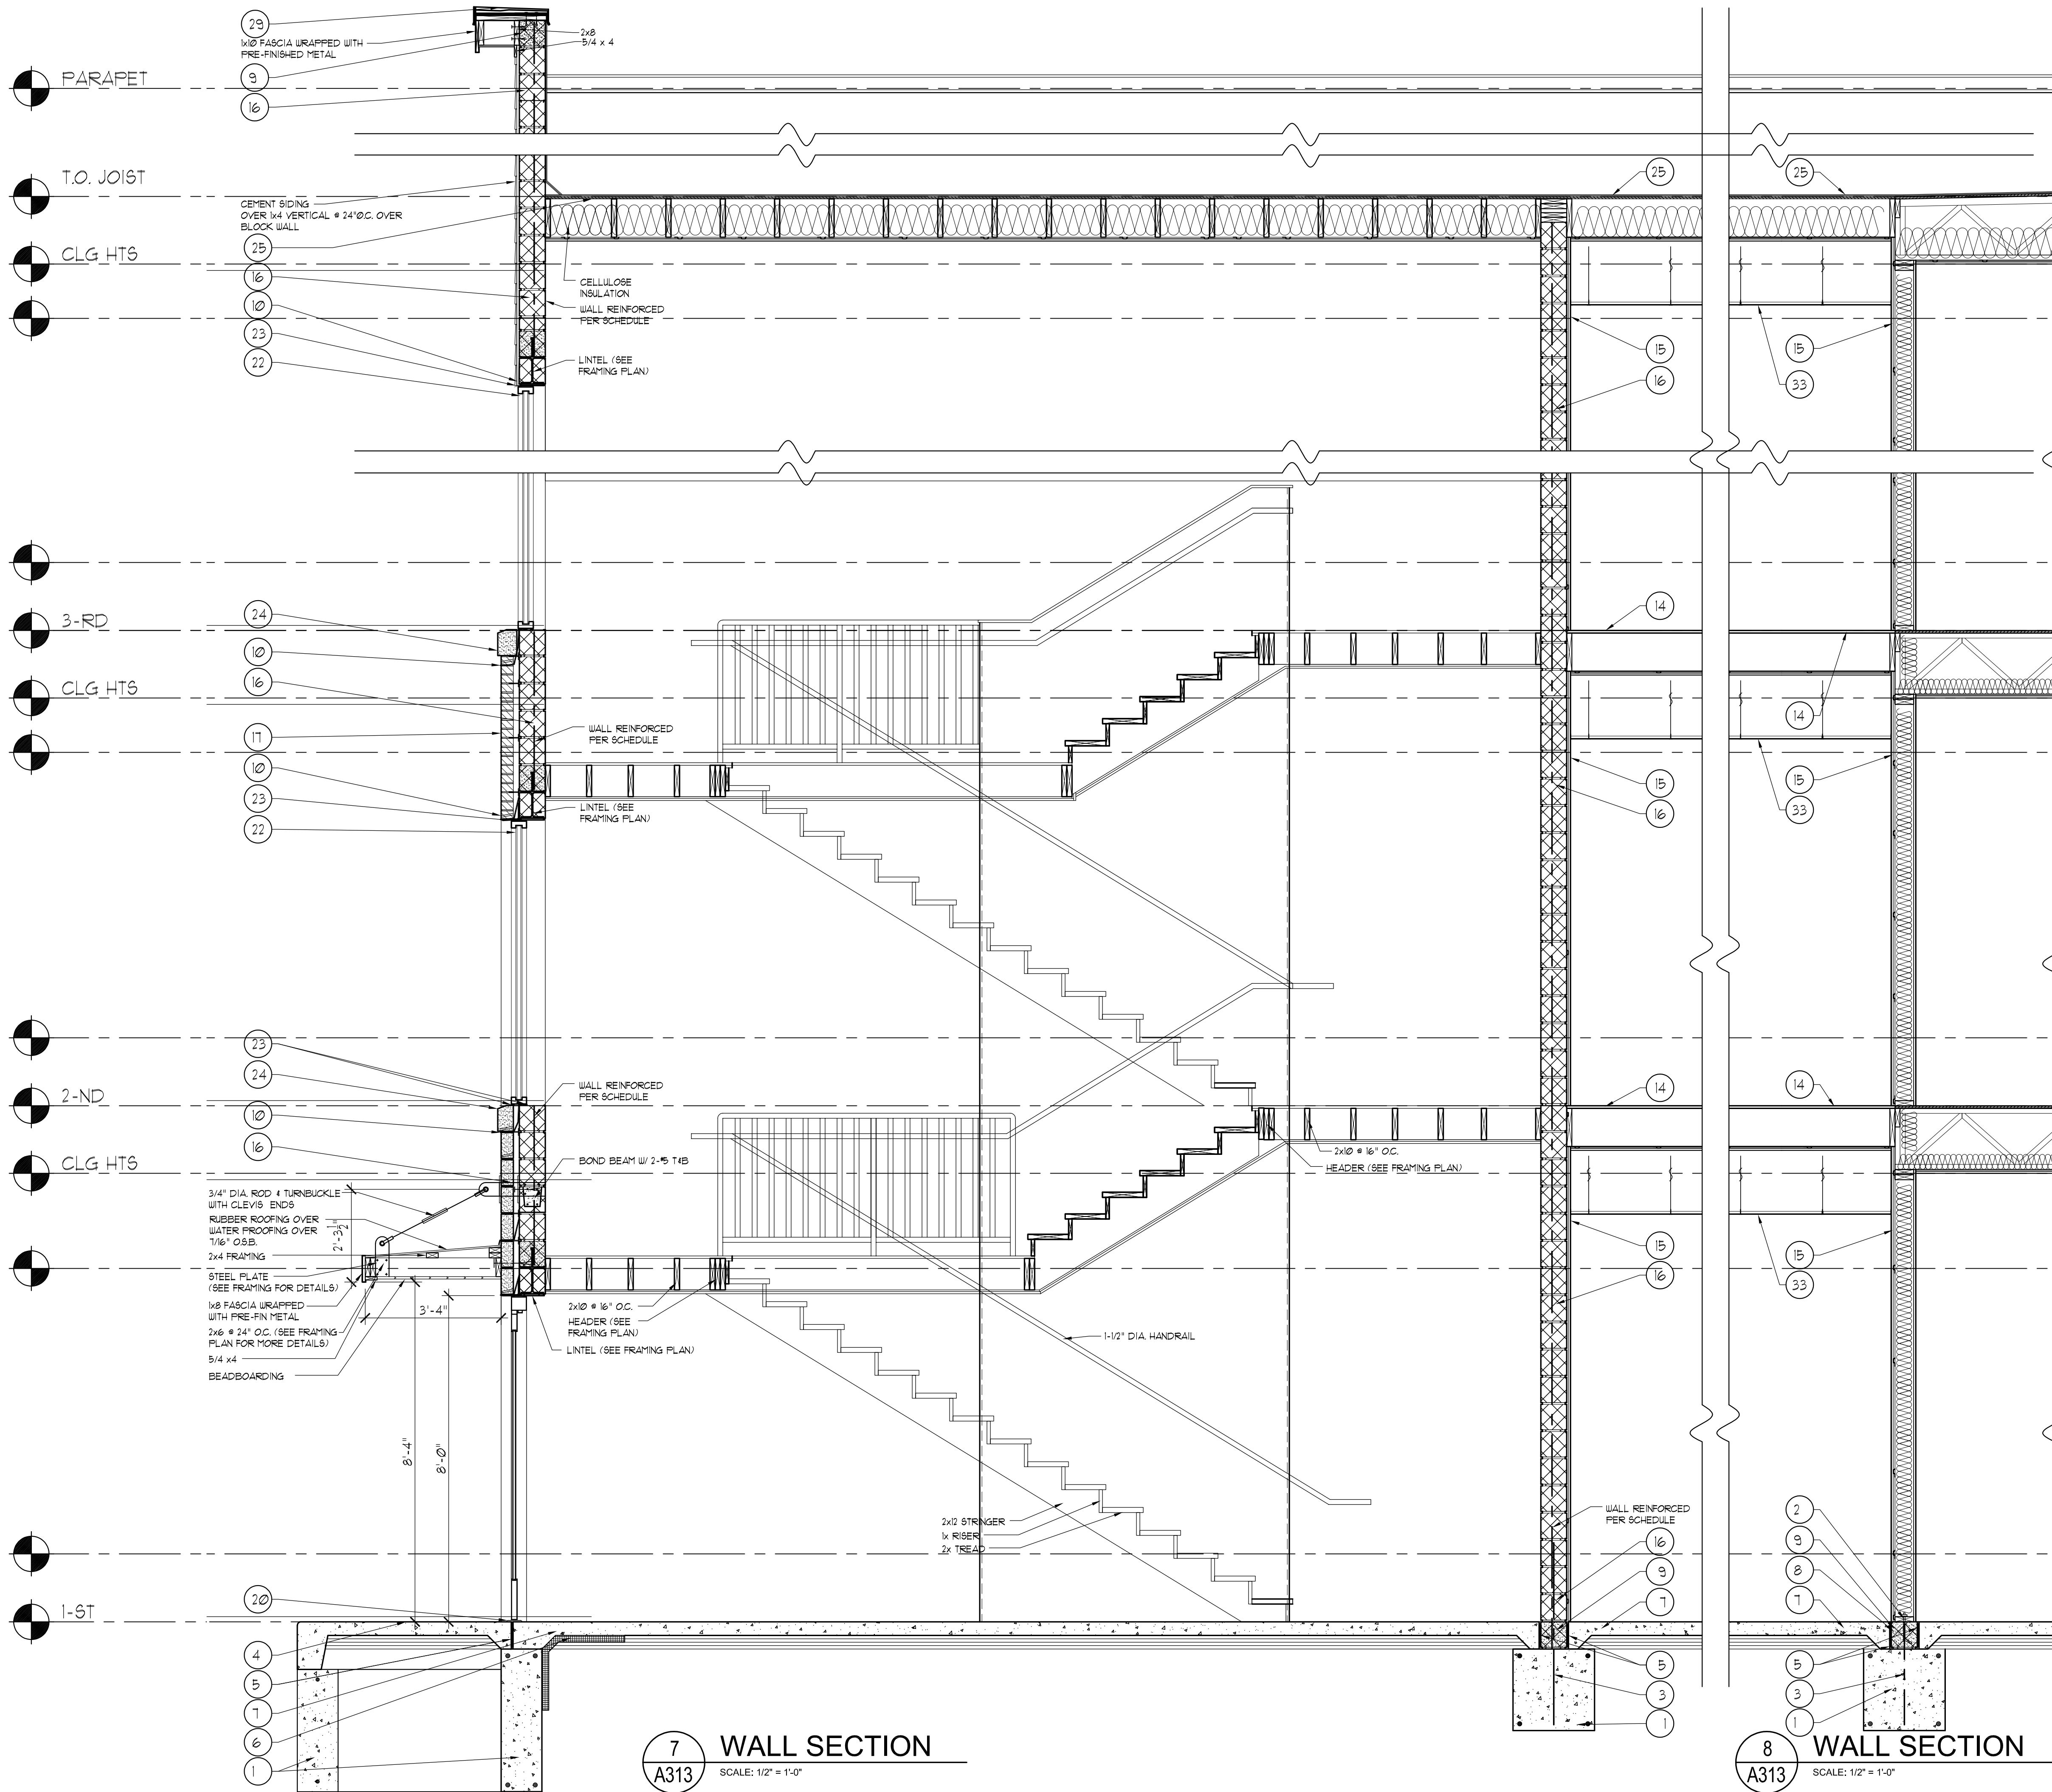 29
1x10 FASCIA WRAPPED WITH
PRE-FINISHED METAL
2x8
5/4 x 4
9
16
PARAPET
T.O. JOIST
CEMENT SIDING
OVER 1x4 VERTICAL @ 24"O.C. OVER
BLOCK WALL
25
25
25
CLG HTS
16
10
23
22
CELLULOSE
INSULATION
WALL REINFORCED
PER SCHEDULE
LINTEL (SEE
FRAMING PLAN)
15
16
15
33
3-RD
24
10
16
CLG HTS
17
10
23
22
WALL REINFORCED
PER SCHEDULE
LINTEL (SEE
FRAMING PLAN)
14
14
15
16
15
33
23
24
2-ND
10
16
CLG HTS
WALL REINFORCED
PER SCHEDULE
BOND BEAM W/ 2-#5 T&B
14
14
2x10 @ 16" O.C.
HEADER (SEE FRAMING PLAN)
3/4" DIA. ROD & TURNBUCKLE
WITH CLEVIS ENDS
RUBBER ROOFING OVER
WATER PROOFING OVER
7/16" O.S.B.
2x4 FRAMING
STEEL PLATE
(SEE FRAMING FOR DETAILS)
1x8 FASCIA WRAPPED
WITH PRE-FIN METAL
2x6 @ 24" O.C. (SEE FRAMING
PLAN FOR MORE DETAILS)
5/4 x4
BEADBOARDING
2'-3 1/2"
3'-4"
8'-4"
8'-0"
2x10 @ 16" O.C.
HEADER (SEE
FRAMING PLAN)
LINTEL (SEE FRAMING PLAN)
1-1/2" DIA. HANDRAIL
15
16
15
33
2x12 STRINGER
1x RISER
2x TREAD
WALL REINFORCED
PER SCHEDULE
16
9
7
2
9
8
7
20
1-ST
4
5
7
6
1
5
3
1
5
3
1
7
A313
WALL SECTION
SCALE: 1/2" = 1'-0"
8
A313
WALL SECTION
SCALE: 1/2" = 1'-0"